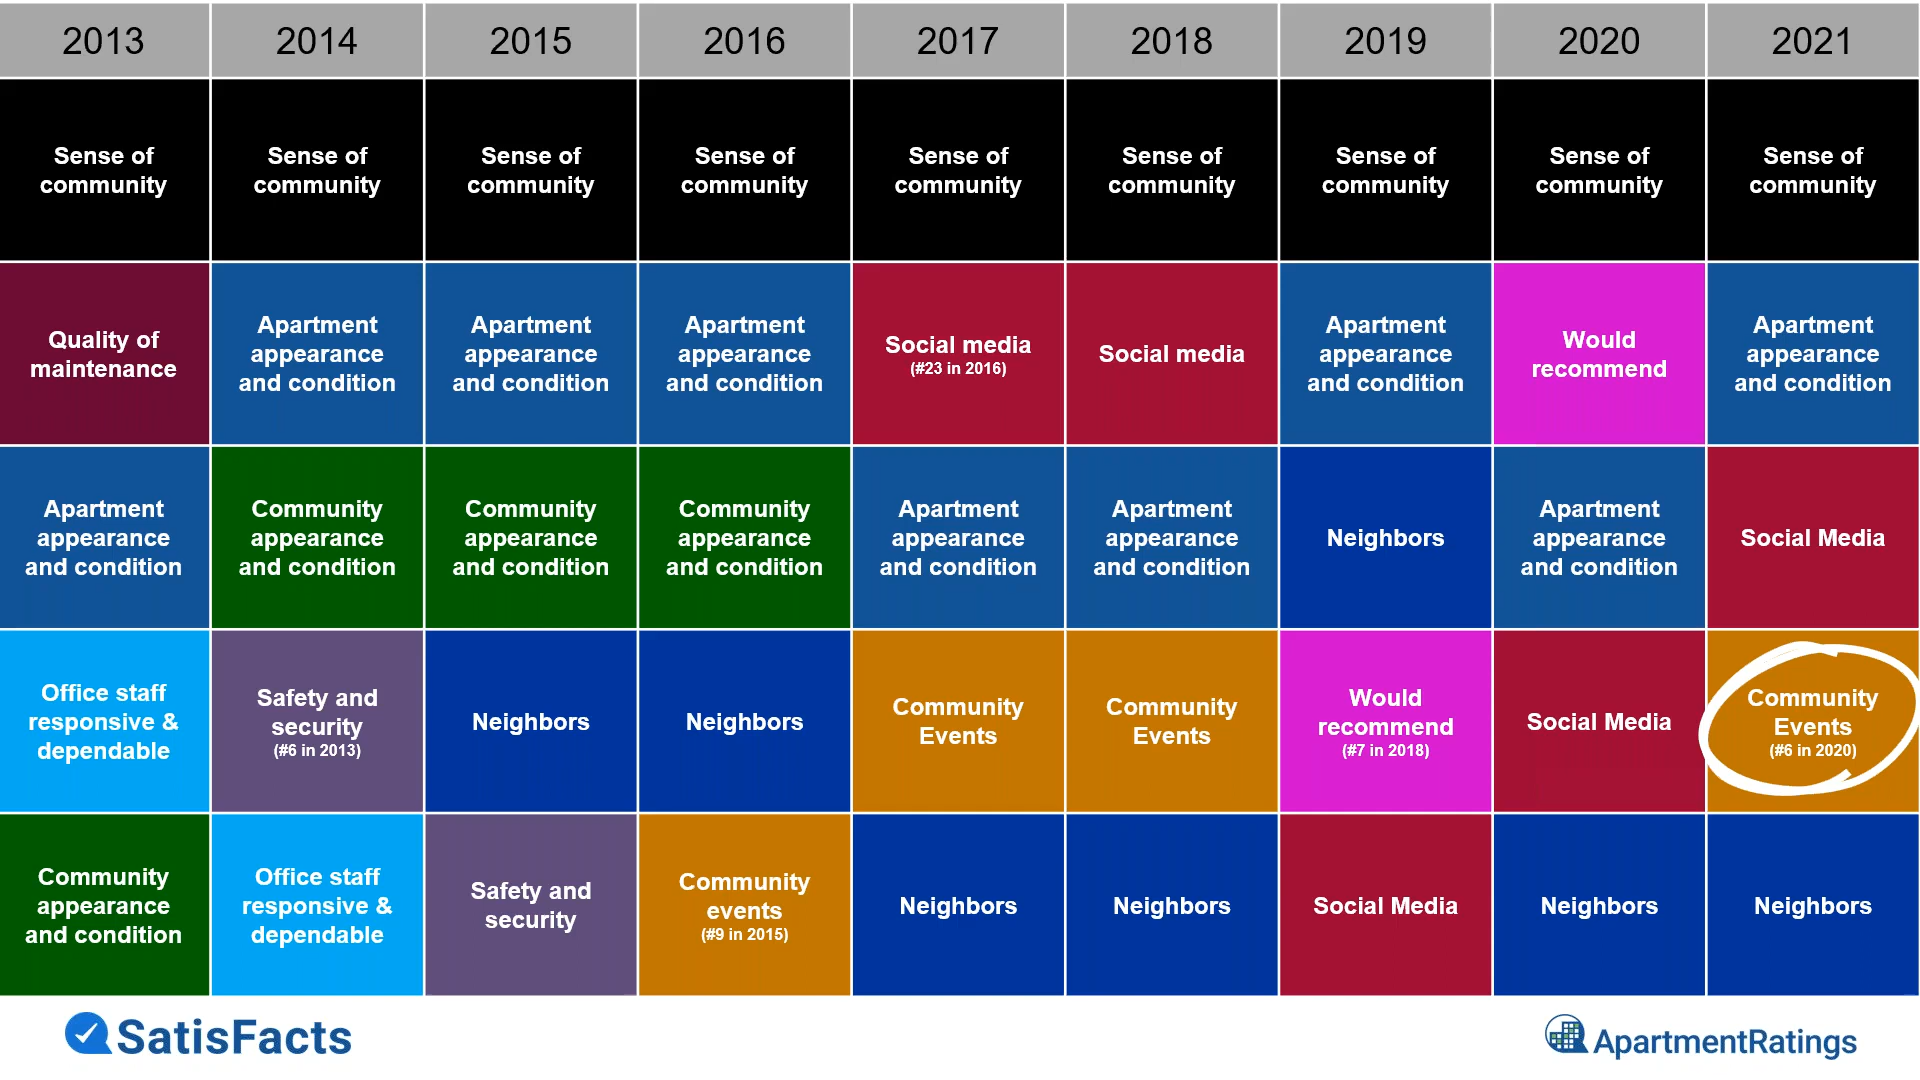 2013 2014 2015 2016 2017 2018 2019 2020 2021
Sense of
community
Sense of
community
Sense of
community
Sense of
community
Sense of
community
Sense of
community
Sense of
community
Sense of
community
Sense of
community
Quality of
maintenance
Apartment
appearance
and condition
Apartment
appearance
and condition
Apartment
appearance
and condition
Social media
(#23 in 2016)
Social media
Apartment
appearance
and condition
Would
recommend
Apartment
appearance
and condition
Apartment
appearance
and condition
Community
appearance
and condition
Community
appearance
and condition
Community
appearance
and condition
Apartment
appearance
and condition
Apartment
appearance
and condition
Neighbors
Apartment
appearance
and condition
Social Media
Office staff
responsive &
dependable
Safety and
security
(#6 in 2013)
Neighbors
Neighbors
Community
Events
Community
Events
Would
recommend
(#7 in 2018)
Social Media
Community
Events
(#6 in 2020)
Community
appearance
and condition
Office staff
responsive &
dependable
Safety and
security
Community
events
(#9 in 2015)
Neighbors
Neighbors
Social Media
Neighbors
Neighbors
SatisFacts
ApartmentRatings